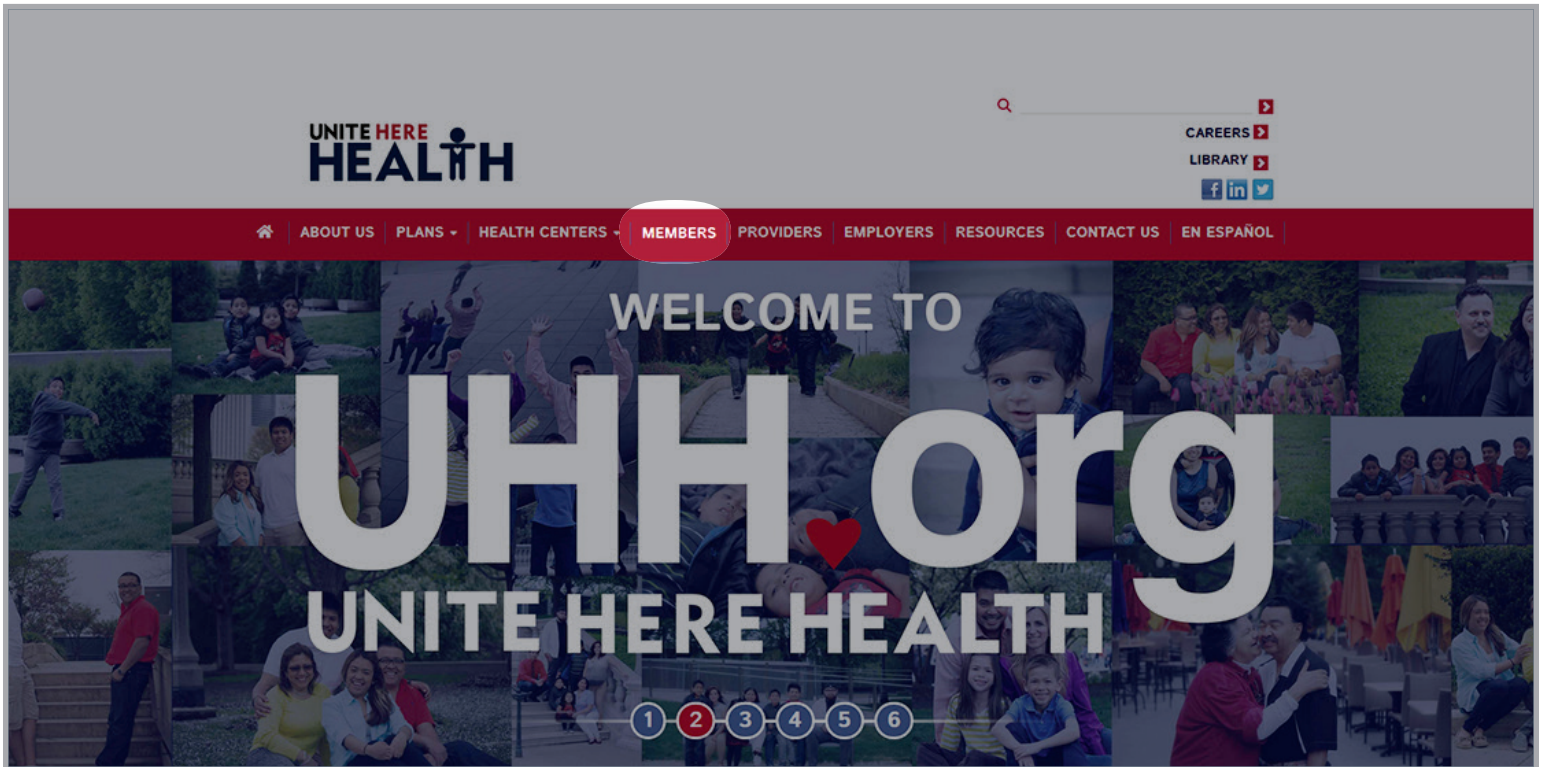 UNITE HERE
HEALTH
CAREERS
LIBRARY
f in
ABOUT US PLANS HEALTH CENTERS MEMBERS PROVIDERS EMPLOYERS RESOURCES CONTACT US EN ESPAÑOL
WELCOME TO
UHH.org
UNITE HERE HEALTH
1 2 3 4 5 6